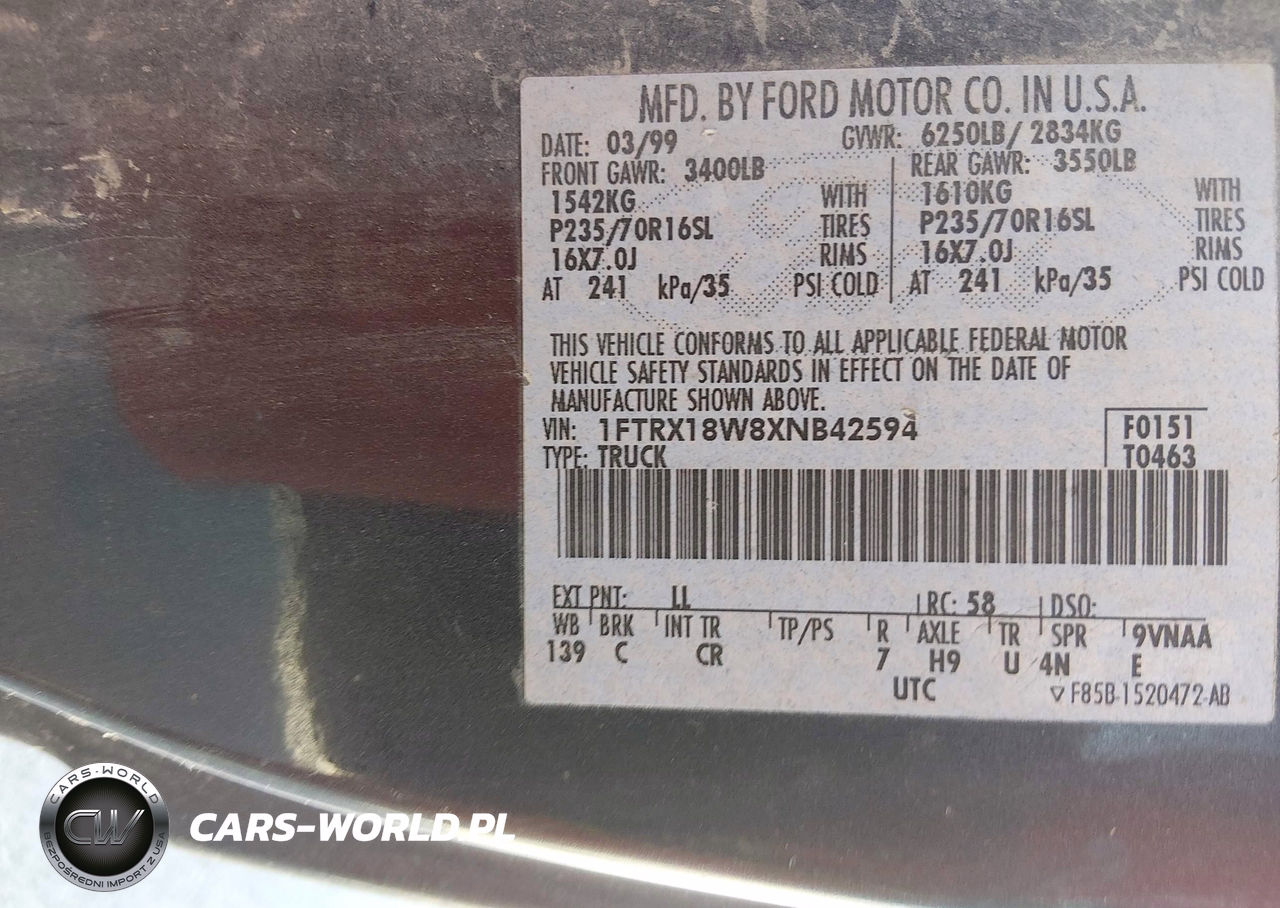 MFD. BY FORD MOTOR CO. IN U.S.A.
DATE: 03/99 GVWR: 6250LB/ 2834KG
FRONT GAWR: 3400LB REAR GAWR: 3550LB
1542KG WITH 1610KG WITH
P235/70R16SL TIRES P235/70R16SL TIRES
16X7.0J RIMS 16X7.0J RIMS
AT 241 kPa/35 PSI COLD AT 241 kPa/35 PSI COLD
THIS VEHICLE CONFORMS TO ALL APPLICABLE FEDERAL MOTOR
VEHICLE SAFETY STANDARDS IN EFFECT ON THE DATE OF
MANUFACTURE SHOWN ABOVE.
VIN: 1FTRX18W8XNB42594 F0151
TYPE: TRUCK T0463
EXT PNT: LL RC: 58 DSO:
WB BRK INT TR TP/PS R AXLE TR SPR 9VNAA
139 C CR 7 H9 U 4N E
UTC ▽ F85B-1520472-AB
CARS-WORLD
CW
BEZPOŚREDNI IMPORT Z USA
CARS-WORLD.PL